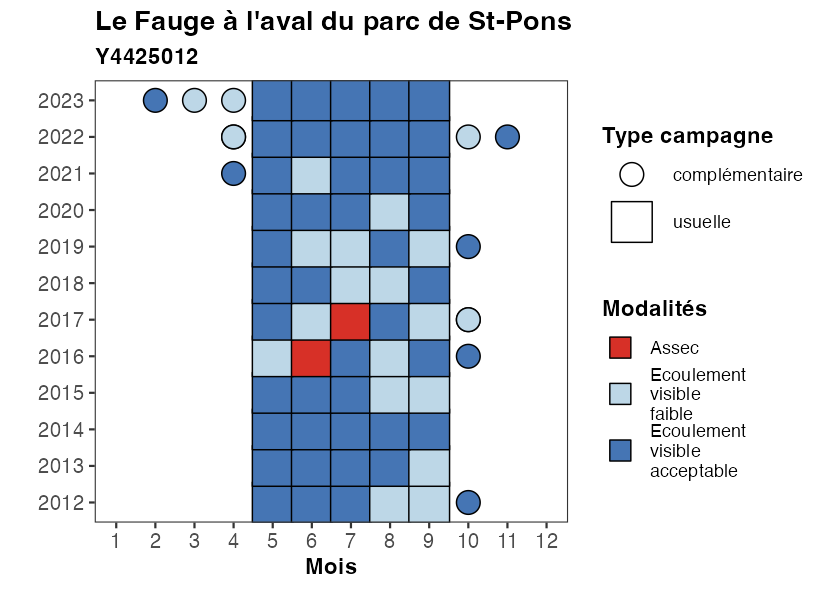 Le Fauge à l'aval du parc de St-Pons
Y4425012
2023
2022
2021
2020
2019
2018
2017
2016
2015
2014
2013
2012
1 2 3 4 5 6 7 8 9 10 11 12
Mois
Type campagne
complémentaire
usuelle
Modalités
Assec
Ecoulement
visible
faible
Ecoulement
visible
acceptable